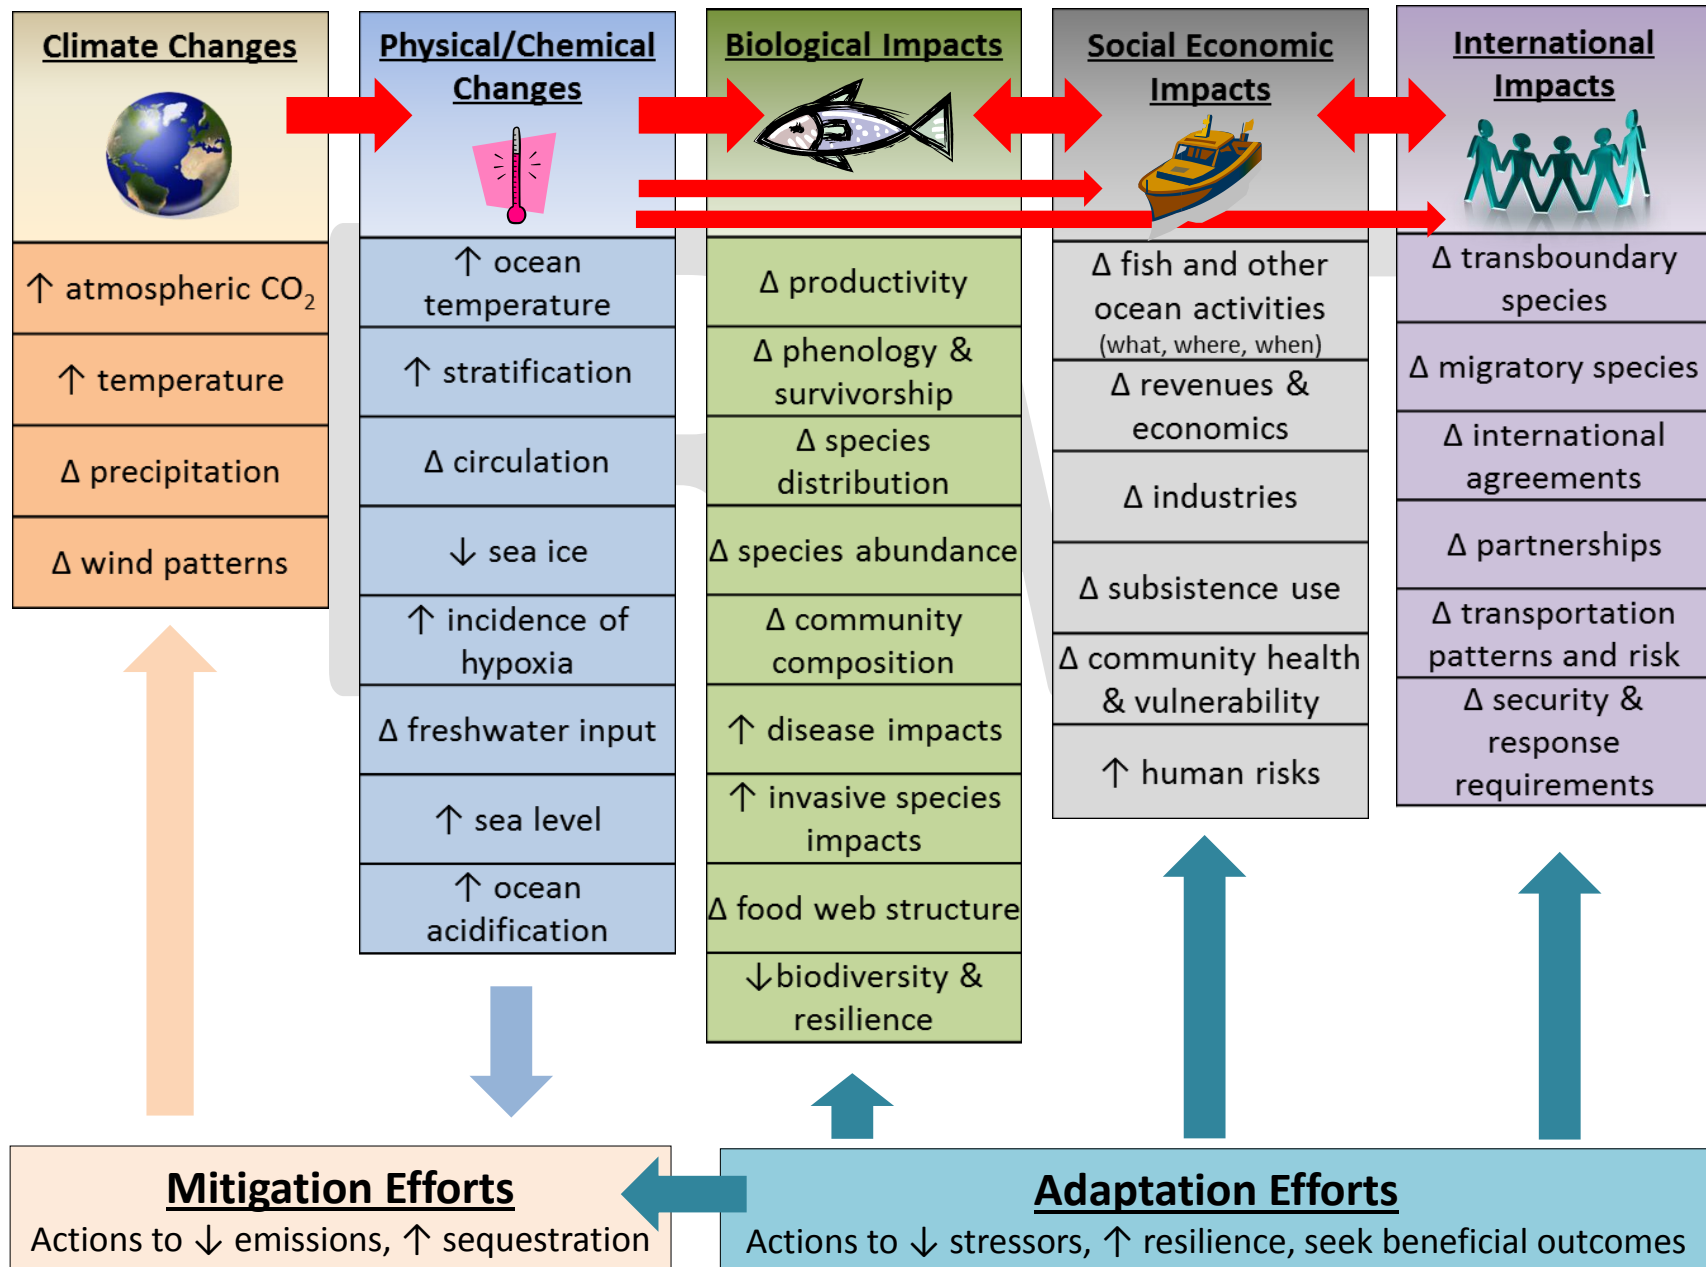 Climate Changes
↑ atmospheric CO₂
↑ temperature
Δ precipitation
Δ wind patterns
Physical/Chemical
Changes
↑ ocean
temperature
↑ stratification
Δ circulation
↓ sea ice
↑ incidence of
hypoxia
Δ freshwater input
↑ sea level
↑ ocean
acidification
Biological Impacts
Δ productivity
Δ phenology &
survivorship
Δ species
distribution
Δ species abundance
Δ community
composition
↑ disease impacts
↑ invasive species
impacts
Δ food web structure
↓biodiversity &
resilience
Social Economic
Impacts
Δ fish and other
ocean activities
(what, where, when)
Δ revenues &
economics
Δ industries
Δ subsistence use
Δ community health
& vulnerability
↑ human risks
International
Impacts
Δ transboundary
species
Δ migratory species
Δ international
agreements
Δ partnerships
Δ transportation
patterns and risk
Δ security &
response
requirements
Mitigation Efforts
Actions to ↓ emissions, ↑ sequestration
Adaptation Efforts
Actions to ↓ stressors, ↑ resilience, seek beneficial outcomes